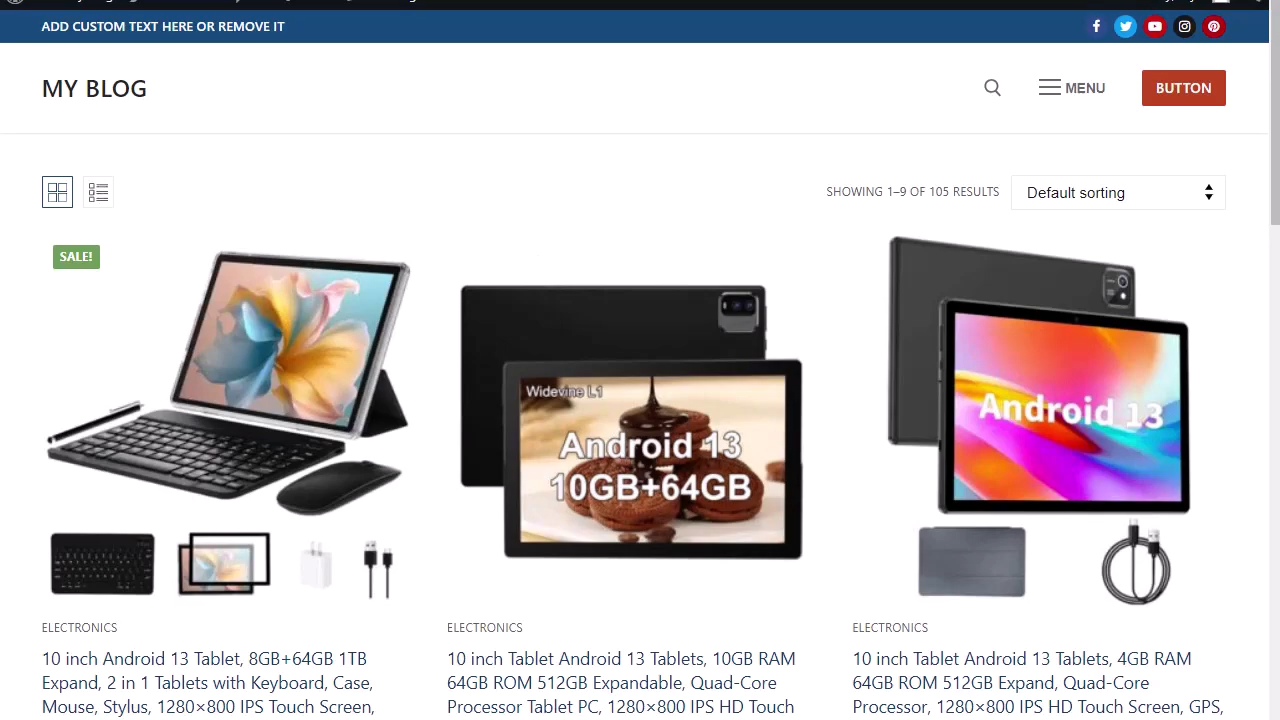 ADD CUSTOM TEXT HERE OR REMOVE IT
MY BLOG
MENU
BUTTON
SHOWING 1–9 OF 105 RESULTS
Default sorting
SALE!
Widevine L1
Android 13
10GB+64GB
Android 13
ELECTRONICS
10 inch Android 13 Tablet, 8GB+64GB 1TB
Expand, 2 in 1 Tablets with Keyboard, Case,
Mouse, Stylus, 1280×800 IPS Touch Screen,
ELECTRONICS
10 inch Tablet Android 13 Tablets, 10GB RAM
64GB ROM 512GB Expandable, Quad-Core
Processor Tablet PC, 1280×800 IPS HD Touch
ELECTRONICS
10 inch Tablet Android 13 Tablets, 4GB RAM
64GB ROM 512GB Expand, Quad-Core
Processor, 1280×800 IPS HD Touch Screen, GPS,